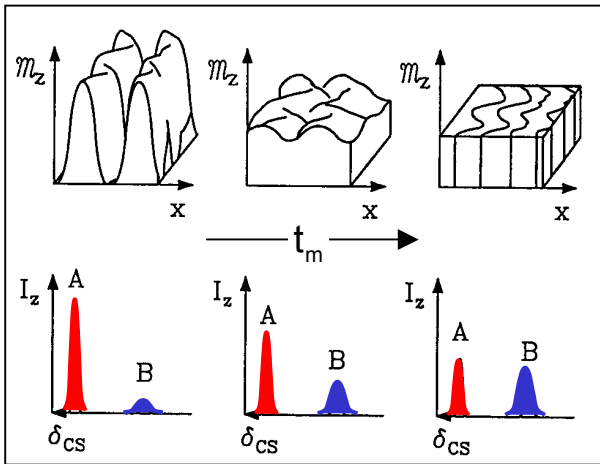 𝔐z 𝔐z 𝔐z
x x x
tm
A
Iz Iz Iz
A A B
B B
δCS δCS δCS